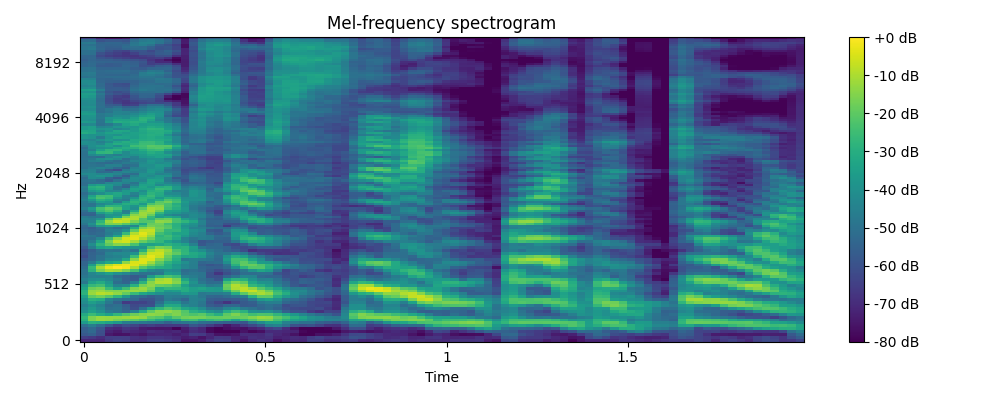 Mel-frequency spectrogram
Hz
8192
4096
2048
1024
512
0
0
0.5
1
1.5
Time
+0 dB
-10 dB
-20 dB
-30 dB
-40 dB
-50 dB
-60 dB
-70 dB
-80 dB